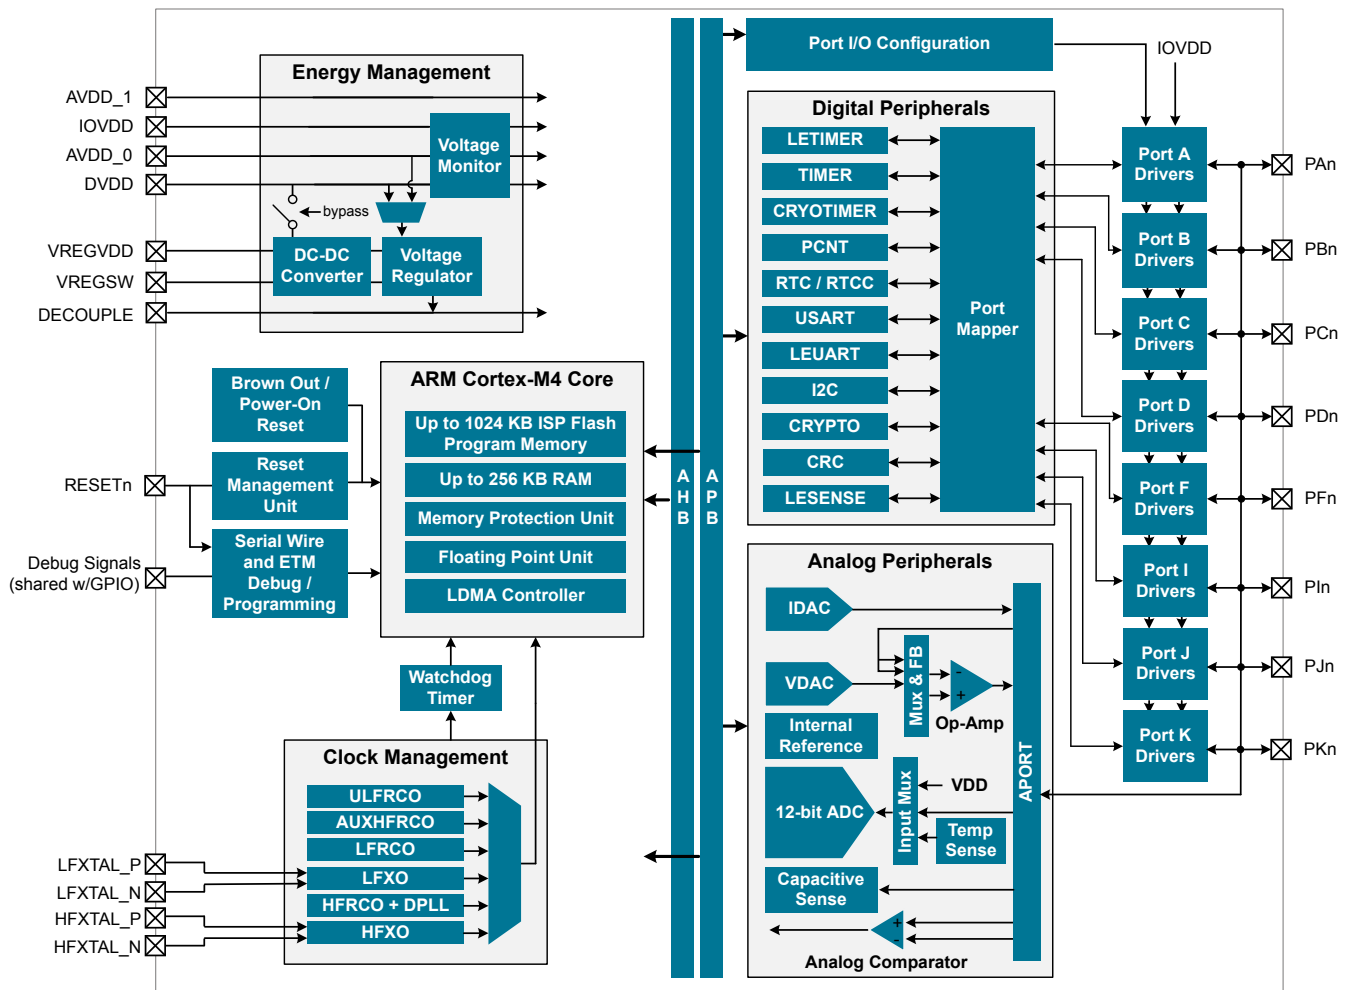 Energy Management
AVDD_1
IOVDD
AVDD_0
DVDD
VREGVDD
VREGSW
DECOUPLE
Voltage
Monitor
bypass
DC-DC
Converter
Voltage
Regulator
Brown Out /
Power-On
Reset
Reset
Management
Unit
Serial Wire
and ETM
Debug /
Programming
RESETn
Debug Signals
(shared w/GPIO)
ARM Cortex-M4 Core
Up to 1024 KB ISP Flash
Program Memory
Up to 256 KB RAM
Memory Protection Unit
Floating Point Unit
LDMA Controller
Watchdog
Timer
Clock Management
ULFRCO
AUXHFRCO
LFRCO
LFXO
HFRCO + DPLL
HFXO
LFXTAL_P
LFXTAL_N
HFXTAL_P
HFXTAL_N
A
H
B
A
P
B
Port I/O Configuration
Digital Peripherals
LETIMER
TIMER
CRYOTIMER
PCNT
RTC / RTCC
USART
LEUART
I2C
CRYPTO
CRC
LESENSE
Port
Mapper
Analog Peripherals
IDAC
VDAC
Mux & FB
-
+
Op-Amp
Internal
Reference
12-bit ADC
Input Mux
VDD
Temp
Sense
Capacitive
Sense
+
-
Analog Comparator
APORT
IOVDD
Port A
Drivers
Port B
Drivers
Port C
Drivers
Port D
Drivers
Port F
Drivers
Port I
Drivers
Port J
Drivers
Port K
Drivers
PAn
PBn
PCn
PDn
PFn
PIn
PJn
PKn